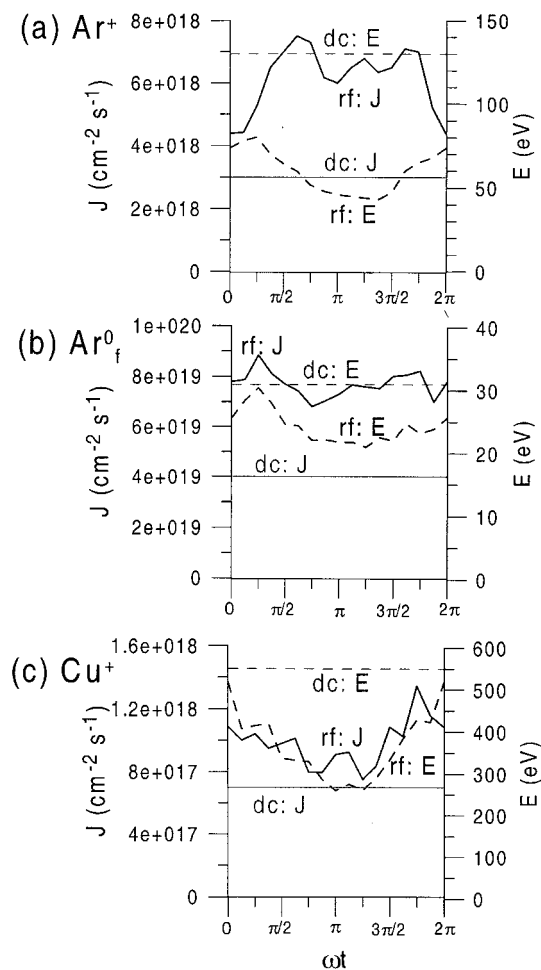 (a) Ar⁺
J (cm⁻² s⁻¹)
8e+018
6e+018
4e+018
2e+018
0
dc: E
rf: J
dc: J
rf: E
150
100
50
0
E (eV)
0 π/2 π 3π/2 2π
(b) Ar⁰f
J (cm⁻² s⁻¹)
1e+020
8e+019
6e+019
4e+019
2e+019
0
rf: J
dc: E
rf: E
dc: J
40
30
20
10
0
E (eV)
0 π/2 π 3π/2 2π
(c) Cu⁺
J (cm⁻² s⁻¹)
1.6e+018
1.2e+018
8e+017
4e+017
0
dc: E
rf: J
rf: E
dc: J
600
500
400
300
200
100
0
E (eV)
0 π/2 π 3π/2 2π
ωt